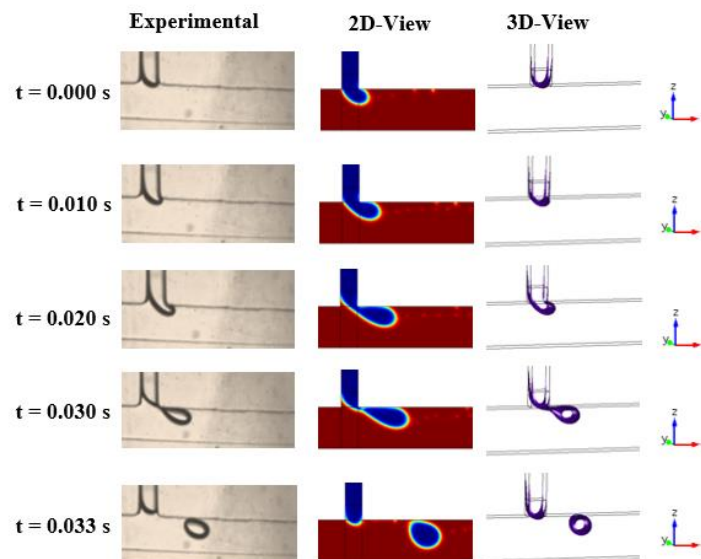 Experimental 2D-View 3D-View
t = 0.000 s
z
y
t = 0.010 s
z
y
t = 0.020 s
z
y
t = 0.030 s
z
y
t = 0.033 s
z
y